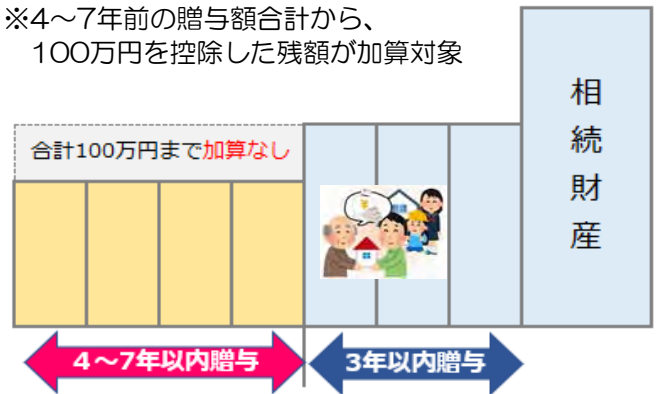 ※4～7年前の贈与額合計から、
100万円を控除した残額が加算対象
合計100万円まで加算なし
相続財産
4～7年以内贈与
3年以内贈与